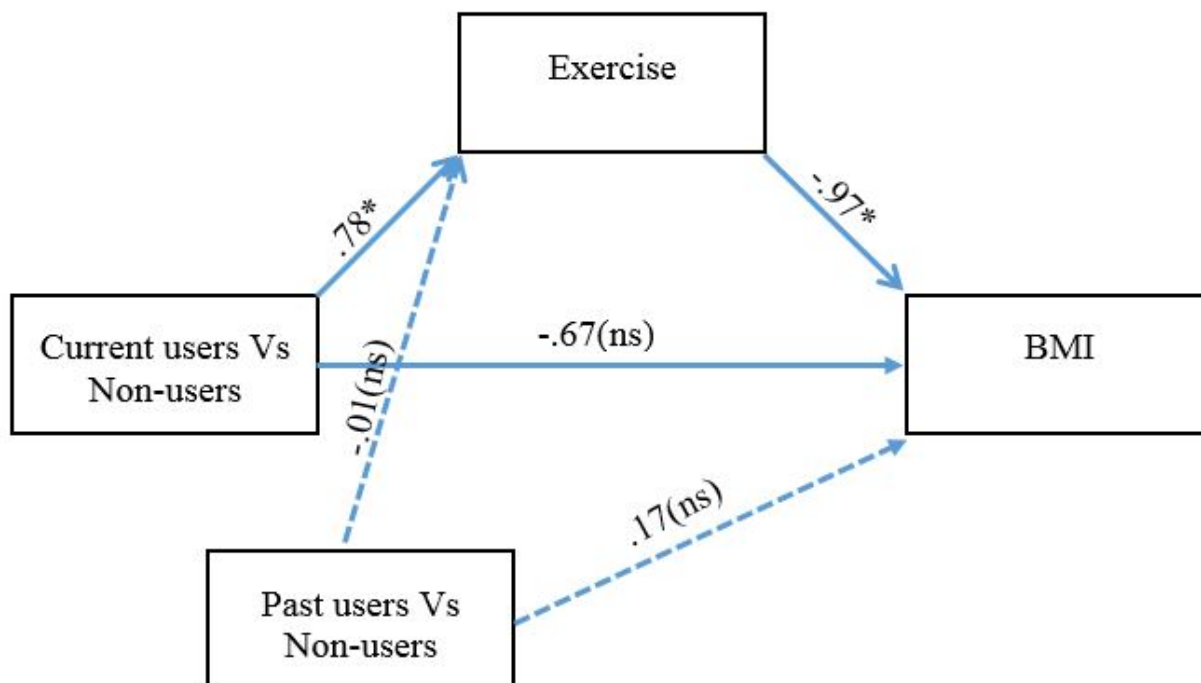 Exercise
.78*
-.97*
Current users Vs
Non-users
-.67(ns)
BMI
-.01(ns)
.17(ns)
Past users Vs
Non-users